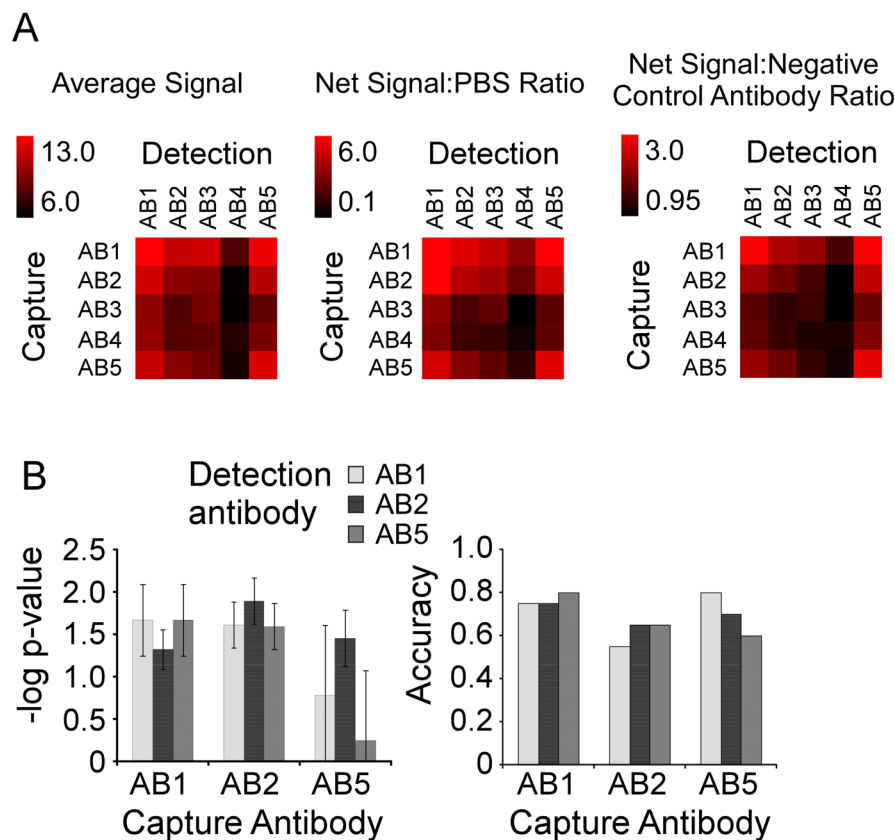 A
Average Signal
Net Signal:PBS Ratio
Net Signal:Negative
Control Antibody Ratio
13.0
6.0
Detection
AB1 AB2 AB3 AB4 AB5
Capture
AB1
AB2
AB3
AB4
AB5
6.0
0.1
Detection
AB1 AB2 AB3 AB4 AB5
Capture
AB1
AB2
AB3
AB4
AB5
3.0
0.95
Detection
AB1 AB2 AB3 AB4 AB5
Capture
AB1
AB2
AB3
AB4
AB5
B
Detection
antibody
AB1
AB2
AB5
-log p-value
2.5
2.0
1.5
1.0
0.5
0
AB1 AB2 AB5
Capture Antibody
Accuracy
1.0
0.8
0.6
0.4
0.2
0
AB1 AB2 AB5
Capture Antibody